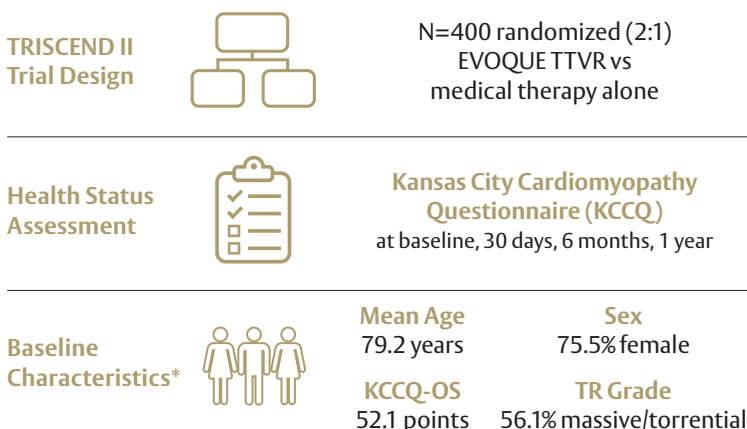 TRISCEND II
Trial Design
N=400 randomized (2:1)
EVOQUE TTVR vs
medical therapy alone
Health Status
Assessment
Kansas City Cardiomyopathy
Questionnaire (KCCQ)
at baseline, 30 days, 6 months, 1 year
Baseline
Characteristics*
Mean Age
79.2 years
Sex
75.5% female
KCCQ-OS
52.1 points
TR Grade
56.1% massive/torrential